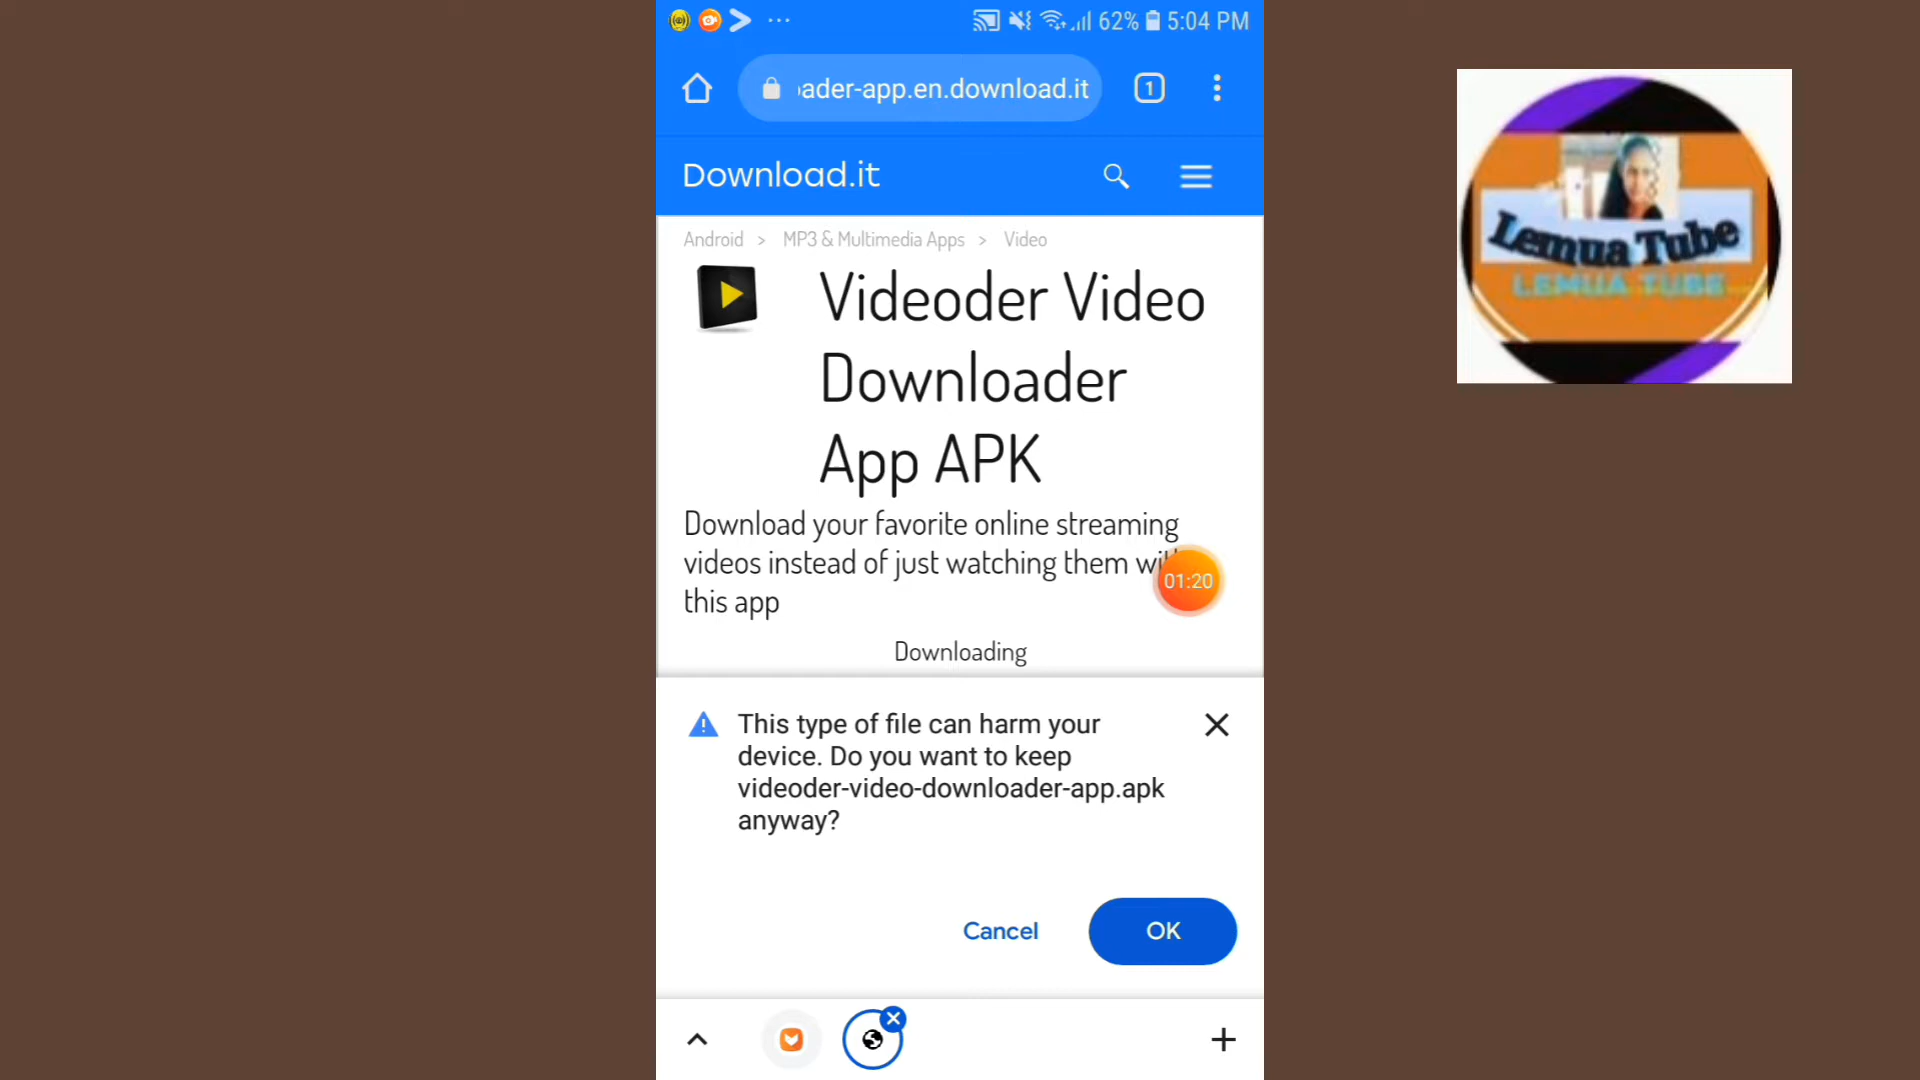 62% 5:04 PM
ader-app.en.download.it
1
Download.it
Android > MP3 & Multimedia Apps > Video
Videoder Video
Downloader
App APK
Download your favorite online streaming
videos instead of just watching them
this app
01:20
Downloading
This type of file can harm your
device. Do you want to keep
videoder-video-downloader-app.apk
anyway?
Cancel
OK
Lemua Tube
LEMUA TUBE